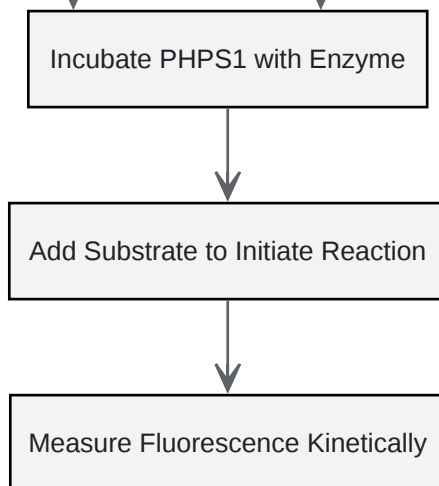 Incubate PHPS1 with Enzyme
Add Substrate to Initiate Reaction
Measure Fluorescence Kinetically